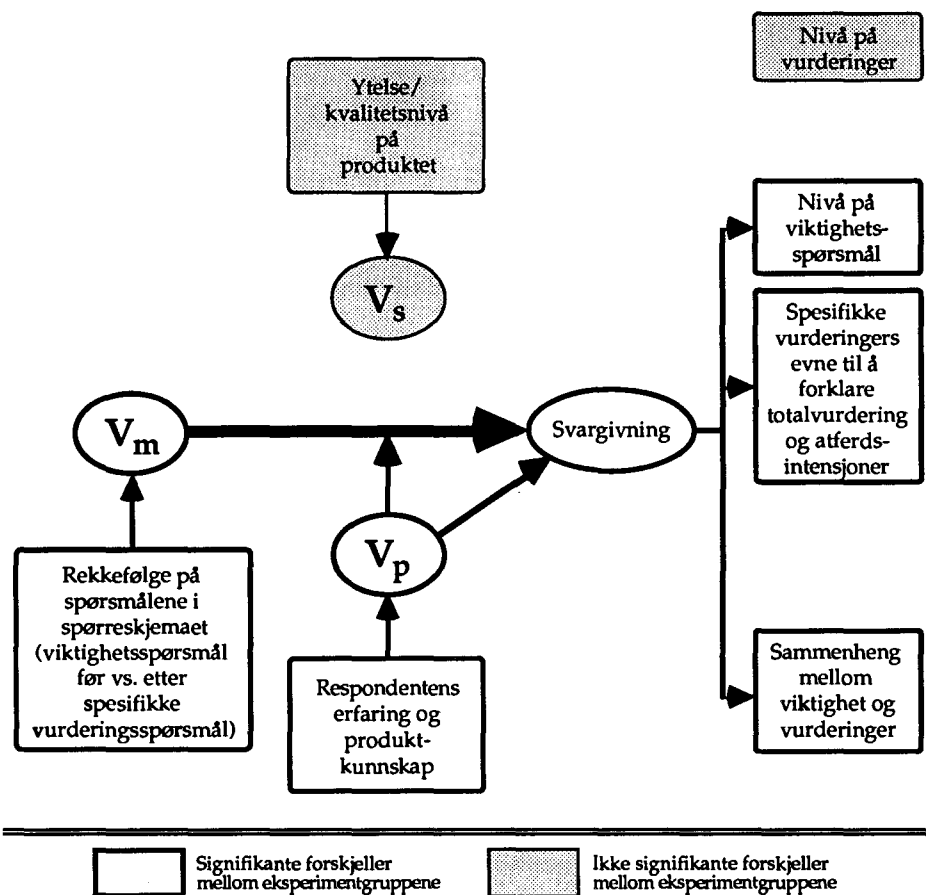 Nivå på
vurderinger
Ytelse/
kvalitetsnivå
på
produktet
Nivå på
viktighets-
spørsmål
Vs
Spesifikke
vurderingers
evne til å
forklare
totalvurdering
og atferds-
intensjoner
Vm
Svargivning
Vp
Rekkefølge på
spørsmålene i
spørreskjemaet
(viktighetsspørsmål
før vs. etter
spesifikke
vurderingsspørsmål)
Respondentens
erfaring og
produkt-
kunnskap
Sammenheng
mellom
viktighet og
vurderinger
Signifikante forskjeller
mellom eksperimentgruppene
Ikke signifikante forskjeller
mellom eksperimentgruppene